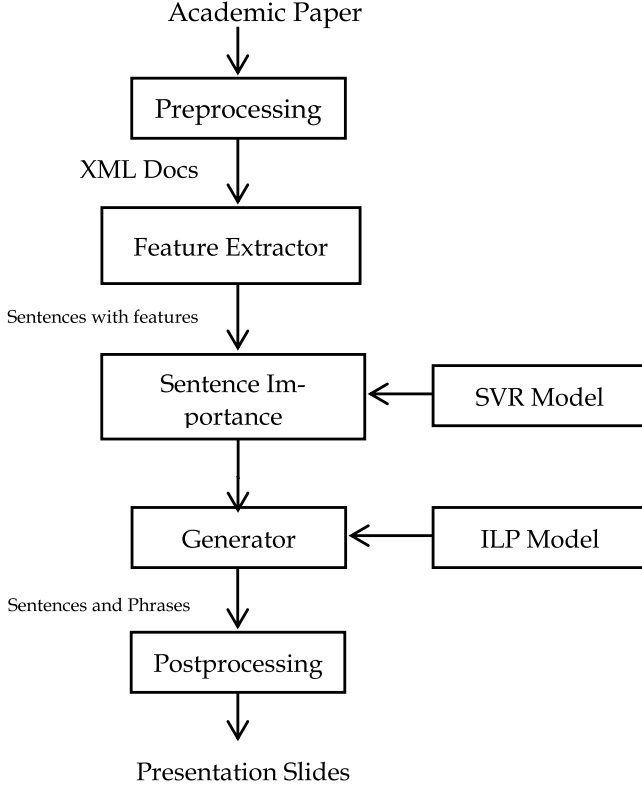 Academic Paper
Preprocessing
XML Docs
Feature Extractor
Sentences with features
Sentence Im-
portance
SVR Model
Generator
ILP Model
Sentences and Phrases
Postprocessing
Presentation Slides